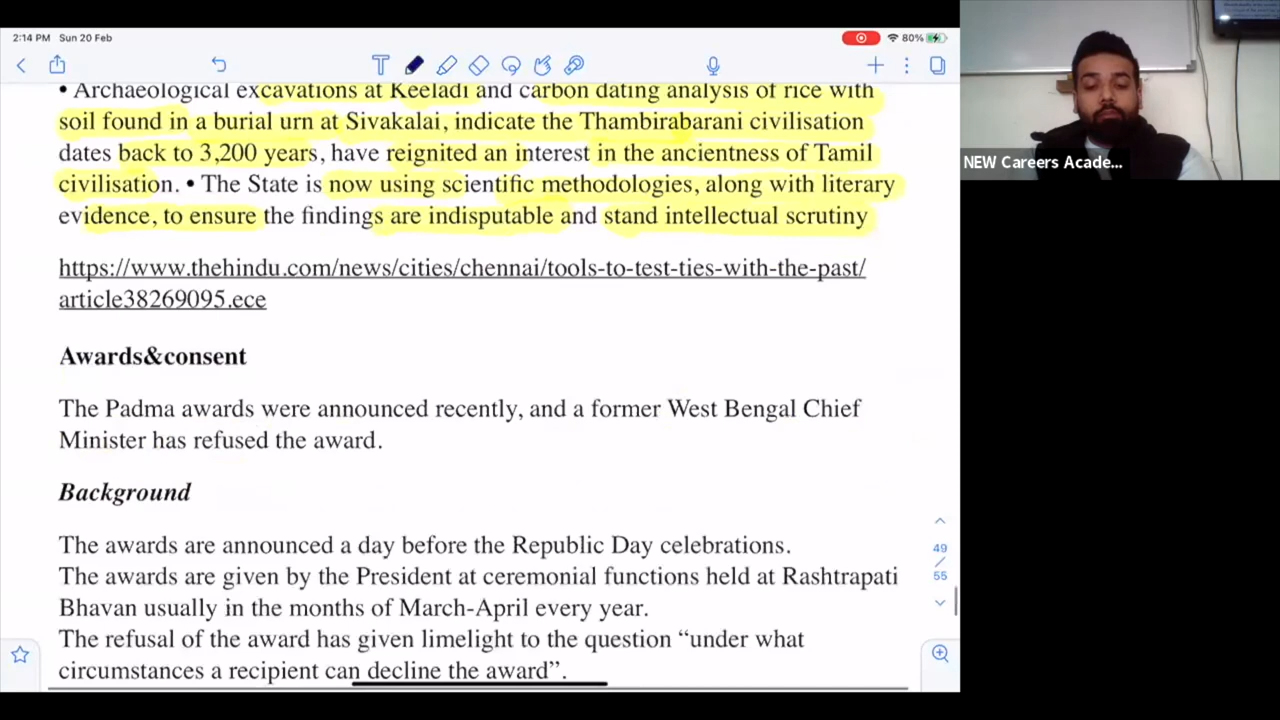 2:14 PM Sun 20 Feb
80%
T
• Archaeological excavations at Keeladi and carbon dating analysis of rice with
soil found in a burial urn at Sivakalai, indicate the Thambirabarani civilisation
dates back to 3,200 years, have reignited an interest in the ancientness of Tamil
civilisation. • The State is now using scientific methodologies, along with literary
evidence, to ensure the findings are indisputable and stand intellectual scrutiny
https://www.thehindu.com/news/cities/chennai/tools-to-test-ties-with-the-past/
article38269095.ece
Awards&consent
The Padma awards were announced recently, and a former West Bengal Chief
Minister has refused the award.
Background
The awards are announced a day before the Republic Day celebrations.
The awards are given by the President at ceremonial functions held at Rashtrapati
Bhavan usually in the months of March-April every year.
The refusal of the award has given limelight to the question “under what
circumstances a recipient can decline the award”.
49
/
55
NEW Careers Acade...